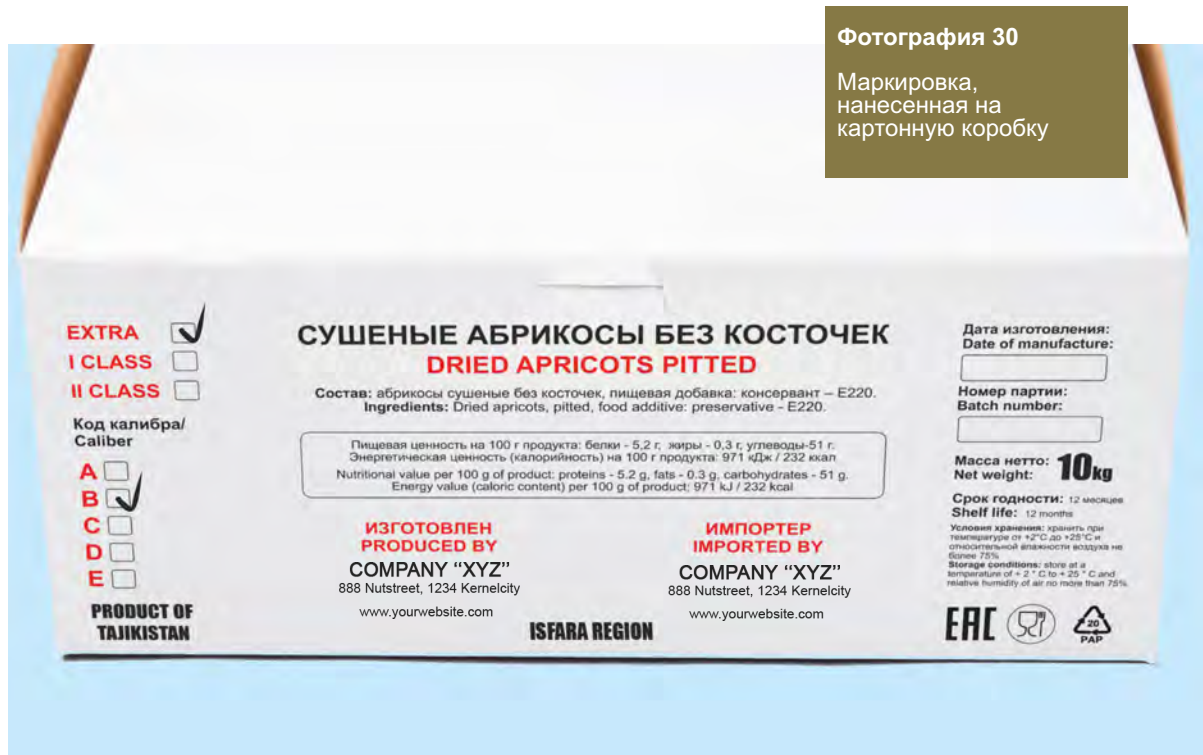 Фотография 30
Маркировка,
нанесенная на
картонную коробку
EXTRA
I CLASS
II CLASS
Код калибра/
Caliber
A
B
C
D
E
PRODUCT OF
TAJIKISTAN
СУШЕНЫЕ АБРИКОСЫ БЕЗ КОСТОЧЕК
DRIED APRICOTS PITTED
Состав: абрикосы сушеные без косточек, пищевая добавка: консервант – Е220.
Ingredients: Dried apricots, pitted, food additive: preservative - E220.
Пищевая ценность на 100 г продукта: белки - 5,2 г, жиры - 0,3 г, углеводы-51 г.
Энергетическая ценность (калорийность) на 100 г продукта: 971 кДж / 232 ккал
Nutritional value per 100 g of product: proteins - 5.2 g, fats - 0.3 g, carbohydrates - 51 g.
Energy value (caloric content) per 100 g of product: 971 kJ / 232 kcal
ИЗГОТОВЛЕН
PRODUCED BY
COMPANY “XYZ”
888 Nutstreet, 1234 Kernelcity
www.yourwebsite.com
ИМПОРТЕР
IMPORTED BY
COMPANY “XYZ”
888 Nutstreet, 1234 Kernelcity
www.yourwebsite.com
ISFARA REGION
Дата изготовления:
Date of manufacture:
Номер партии:
Batch number:
Масса нетто: 10kg
Net weight:
Срок годности: 12 месяцев
Shelf life: 12 months
Условия хранения: хранить при
температуре от +2°С до +25°С и
относительной влажности воздуха не
более 75%
Storage conditions: store at a
temperature of + 2 ° C to + 25 ° C and
relative humidity of air no more than 75%.
EAC
20
PAP